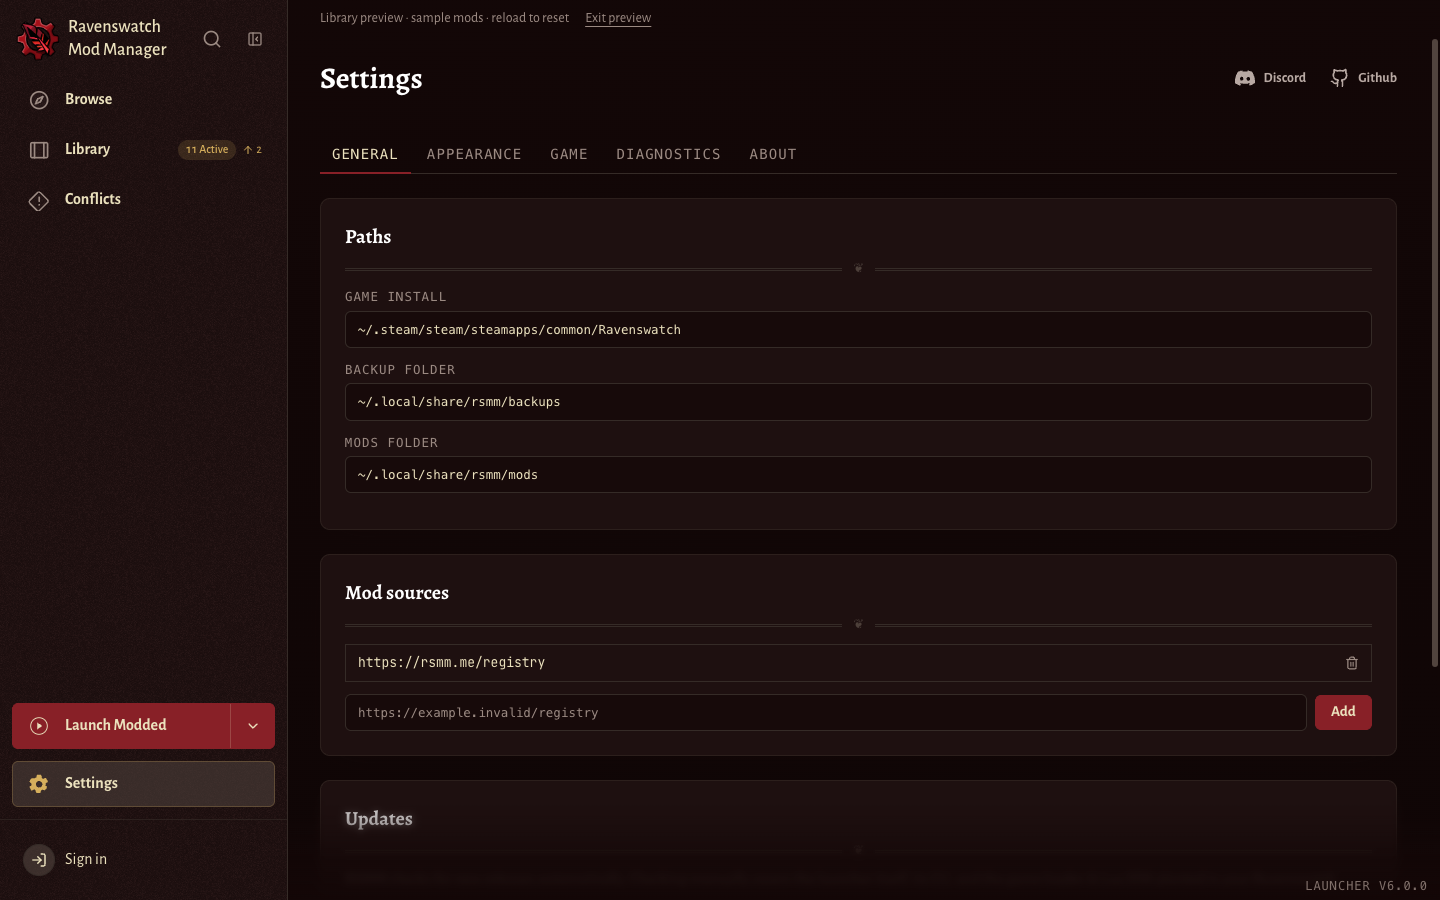 Ravenswatch
Mod Manager
Browse
Library
11 Active
2
Conflicts
Launch Modded
Settings
Sign in
Library preview · sample mods · reload to reset
Exit preview
Settings
Discord
Github
GENERAL
APPEARANCE
GAME
DIAGNOSTICS
ABOUT
Paths
GAME INSTALL
~/.steam/steam/steamapps/common/Ravenswatch
BACKUP FOLDER
~/.local/share/rsmm/backups
MODS FOLDER
~/.local/share/rsmm/mods
Mod sources
https://rsmm.me/registry
https://example.invalid/registry
Add
Updates
LAUNCHER V6.0.0